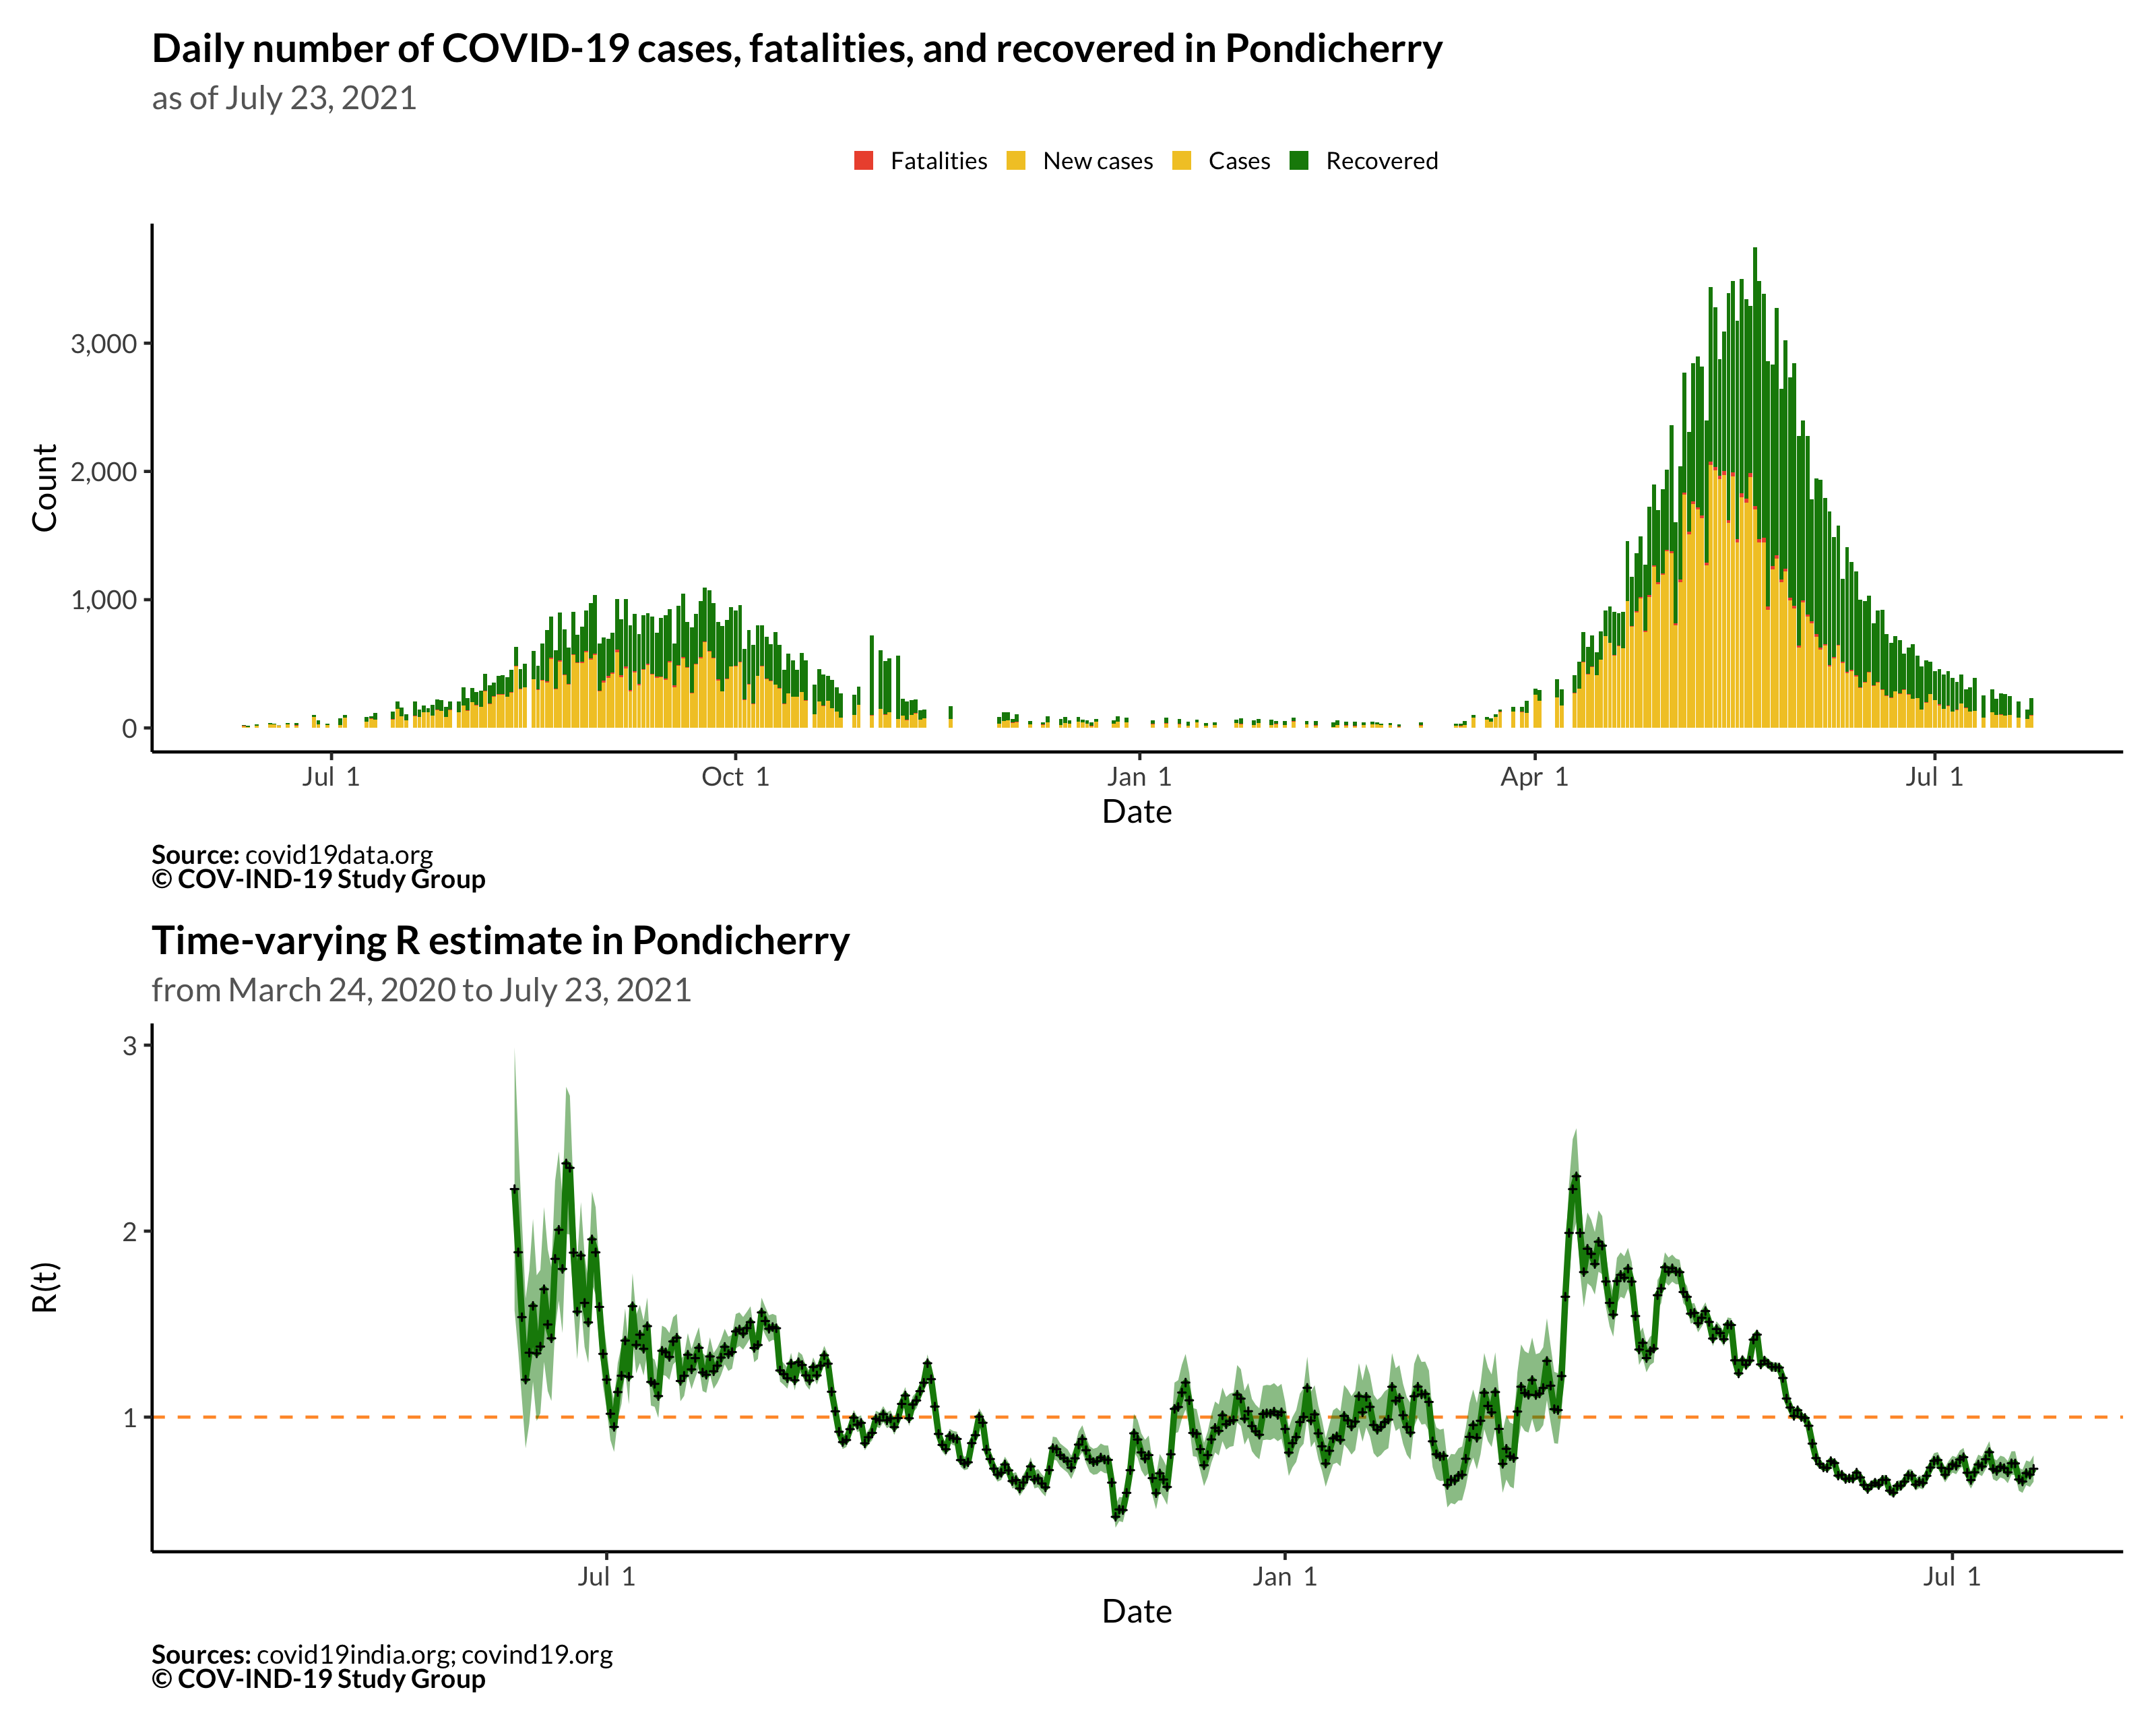 Daily number of COVID-19 cases, fatalities, and recovered in Pondicherry
as of July 23, 2021
Fatalities New cases Cases Recovered
3,000
2,000
1,000
0
Count
Jul 1 Oct 1 Jan 1 Apr 1 Jul 1
Date
Source: covid19data.org
© COV-IND-19 Study Group
Time-varying R estimate in Pondicherry
from March 24, 2020 to July 23, 2021
3
2
1
R(t)
Jul 1 Jan 1 Jul 1
Date
Sources: covid19india.org; covind19.org
© COV-IND-19 Study Group